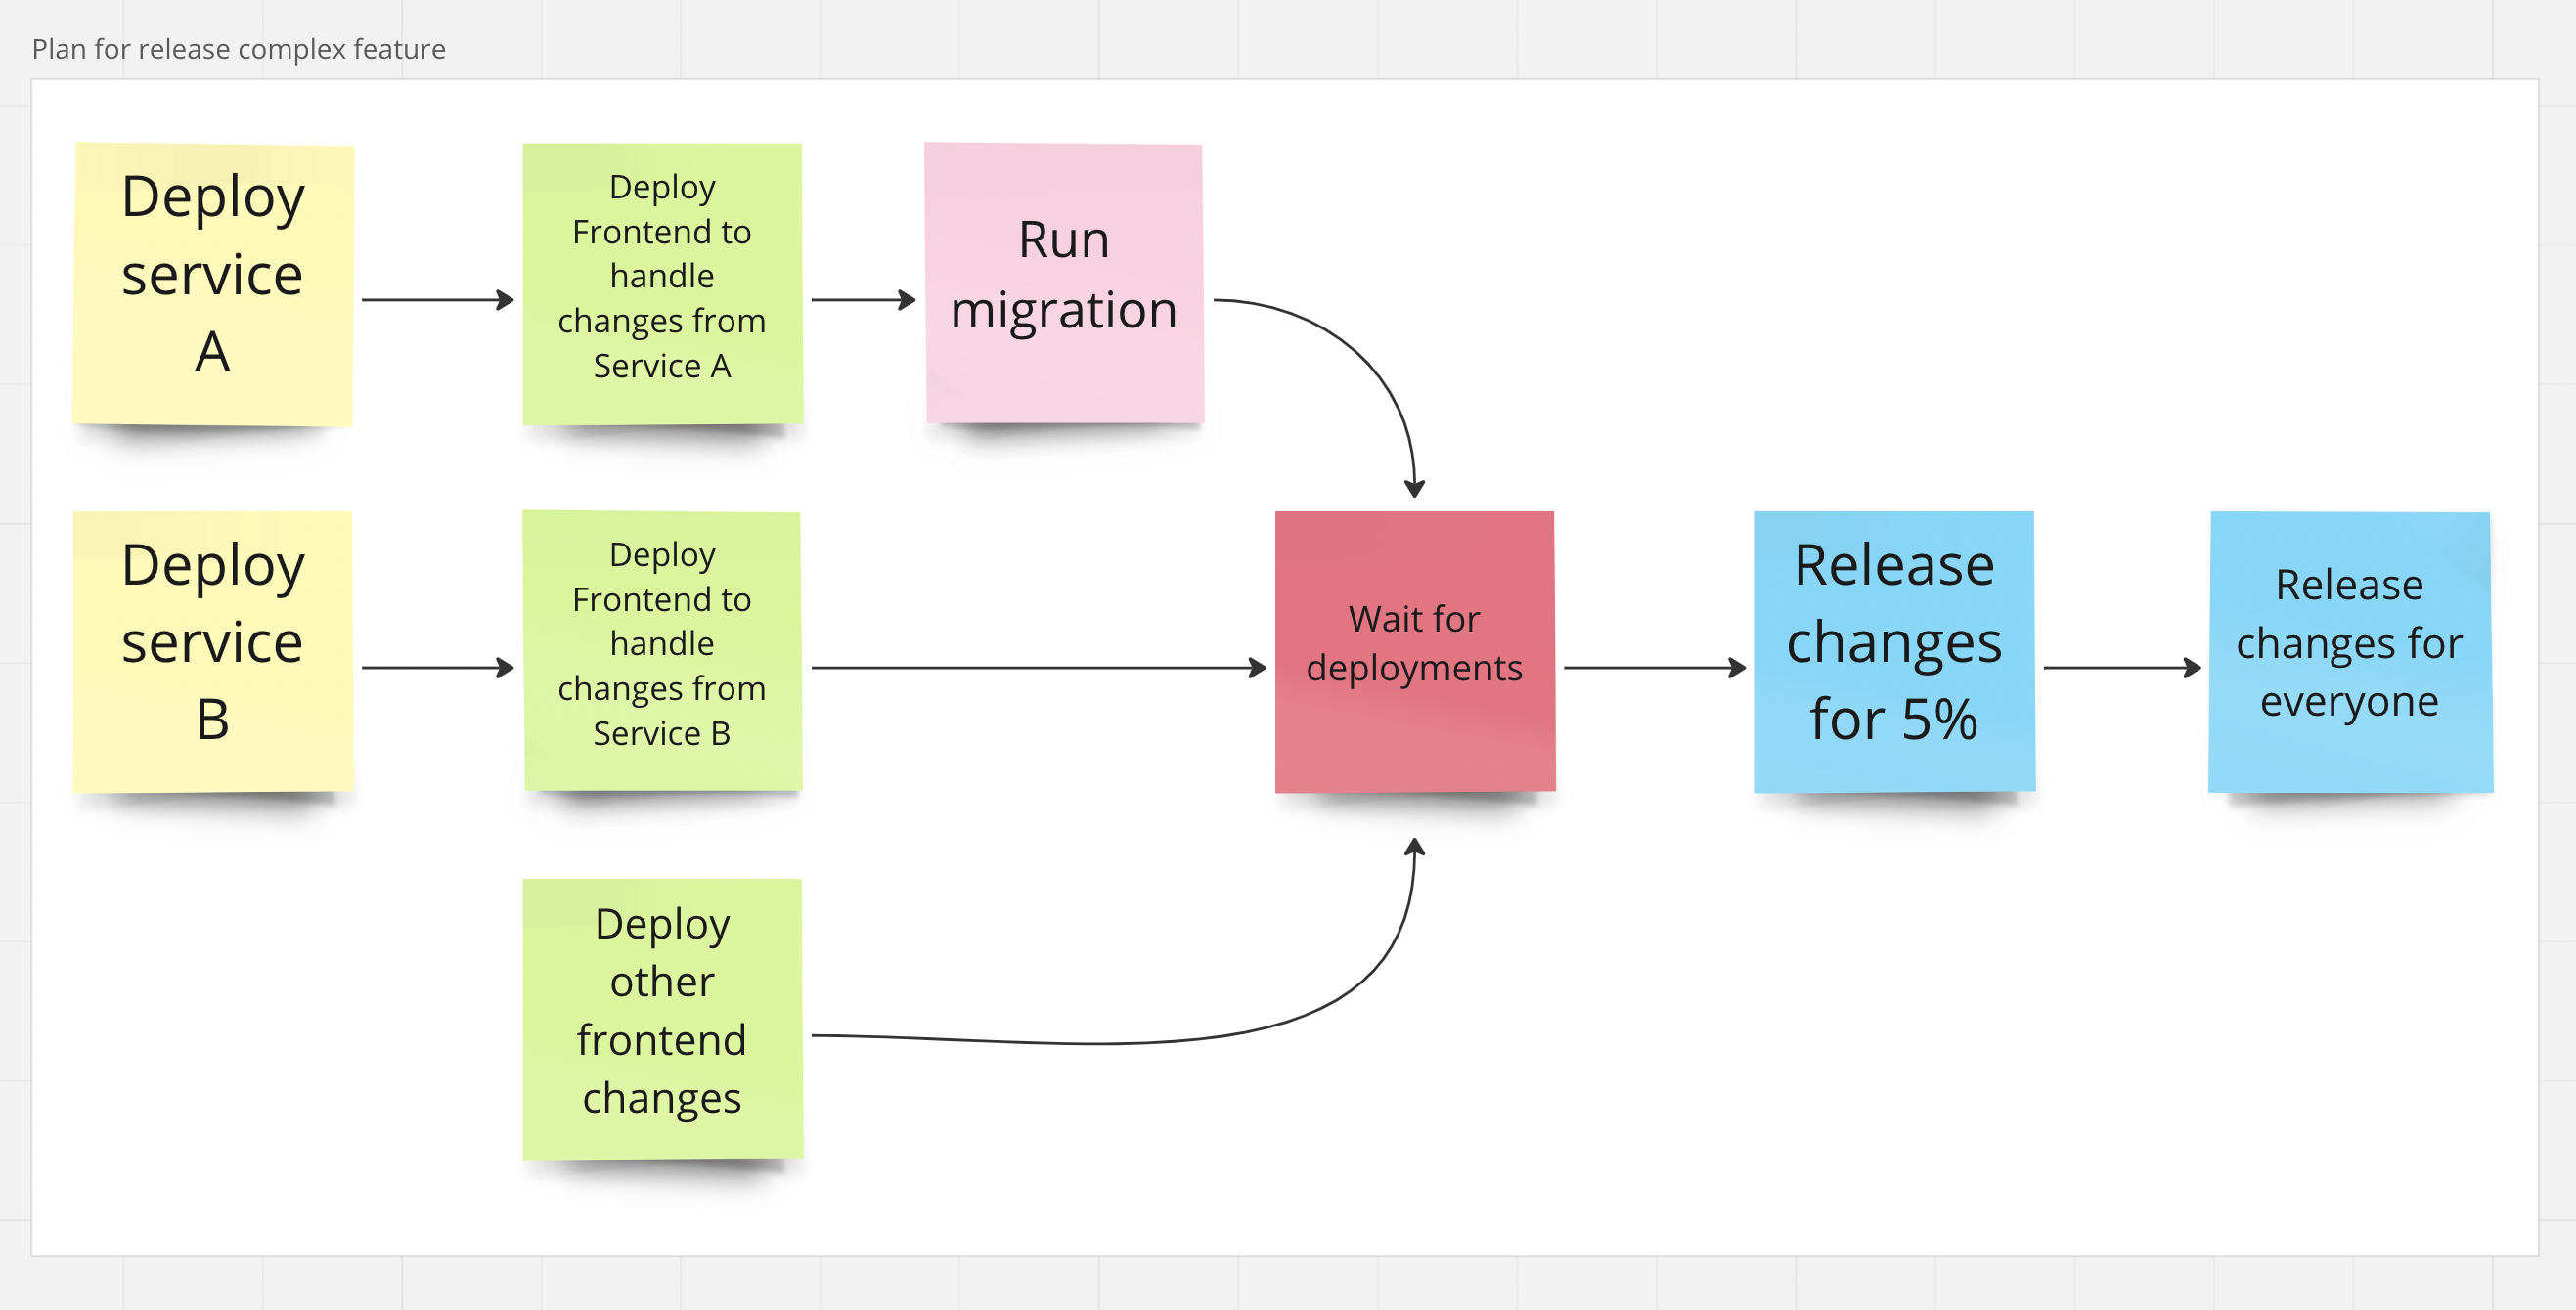 Plan for release complex feature
Deploy
service
A
Deploy
Frontend to
handle
changes from
Service A
Run
migration
Deploy
service
B
Deploy
Frontend to
handle
changes from
Service B
Wait for
deployments
Release
changes
for 5%
Release
changes for
everyone
Deploy
other
frontend
changes